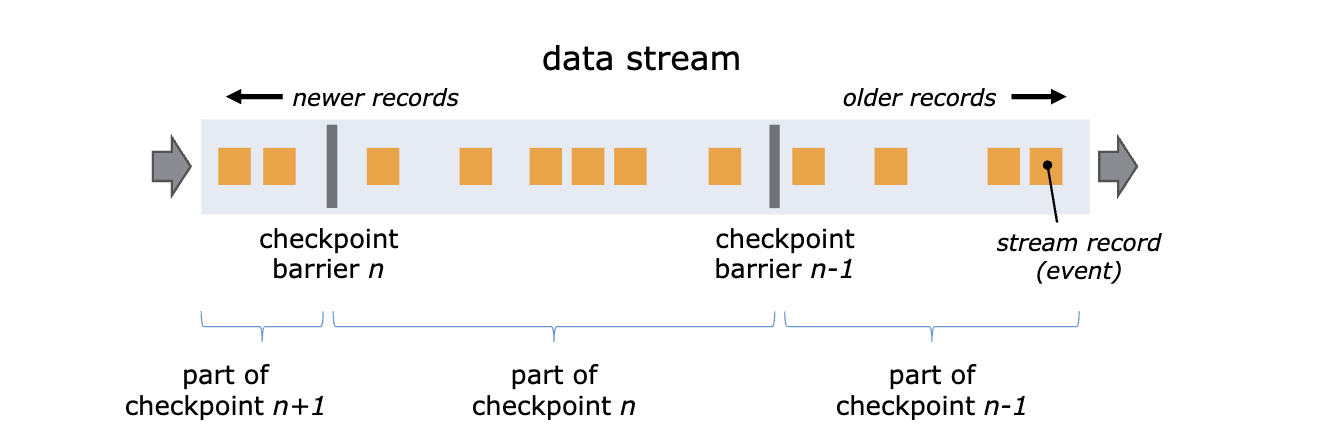 data stream
newer records
older records
checkpoint
barrier n
checkpoint
barrier n-1
stream record
(event)
part of
checkpoint n+1
part of
checkpoint n
part of
checkpoint n-1